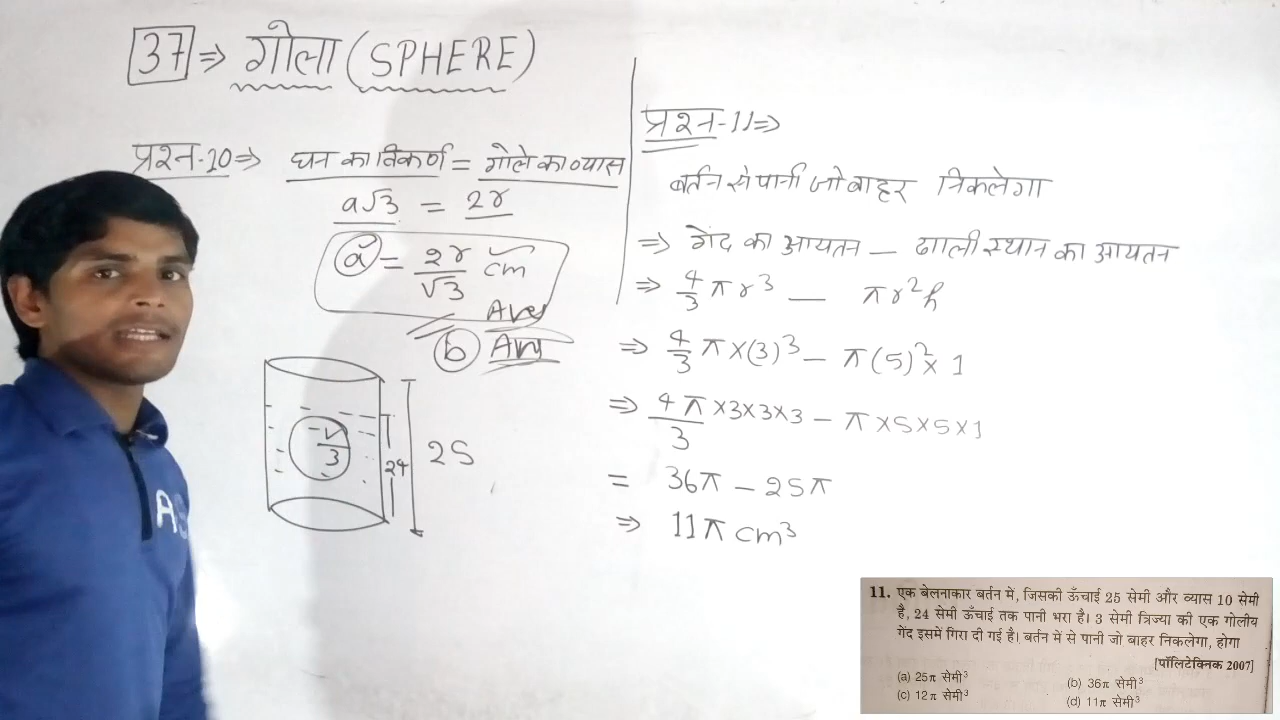 37 ⇒ गोला (SPHERE)
प्रश्न-10 ⇒ घन का विकर्ण = गोले का व्यास
a√3 = 2r
a = 2r/√3 cm
Ans
(b) Ans
r
3
24
25
प्रश्न-11 ⇒
बर्तन से पानी जो बाहर निकलेगा
⇒ गेंद का आयतन – खाली स्थान का आयतन
⇒ 4/3 πr³ – πr²h
⇒ 4/3 π×(3)³ – π(5)²×1
⇒ 4π×3×3×3/3 – π×5×5×1
= 36π – 25π
⇒ 11π cm³
AS
11. एक बेलनाकार बर्तन में, जिसकी ऊँचाई 25 सेमी और व्यास 10 सेमी
है, 24 सेमी ऊँचाई तक पानी भरा है। 3 सेमी त्रिज्या की एक गोलीय
गेंद इसमें गिरा दी गई है। बर्तन में से पानी जो बाहर निकलेगा, होगा
[पॉलिटेक्निक 2007]
(a) 25π सेमी³ (b) 36π सेमी³
(c) 12π सेमी³ (d) 11π सेमी³